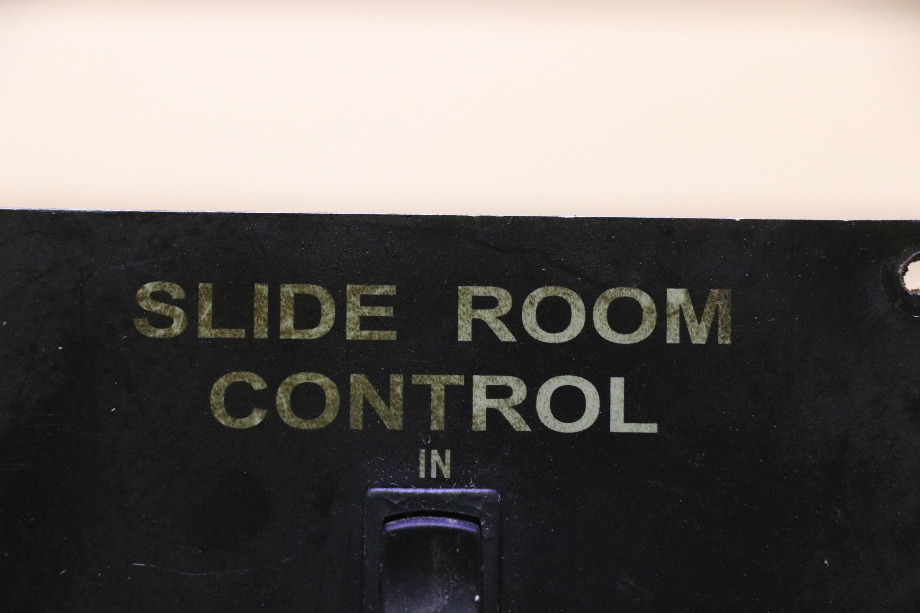 SLIDE ROOM
CONTROL
IN